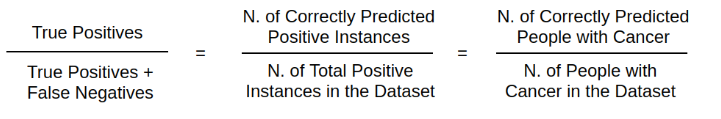 True Positives
True Positives +
False Negatives
=
N. of Correctly Predicted
Positive Instances
N. of Total Positive
Instances in the Dataset
=
N. of Correctly Predicted
People with Cancer
N. of People with
Cancer in the Dataset